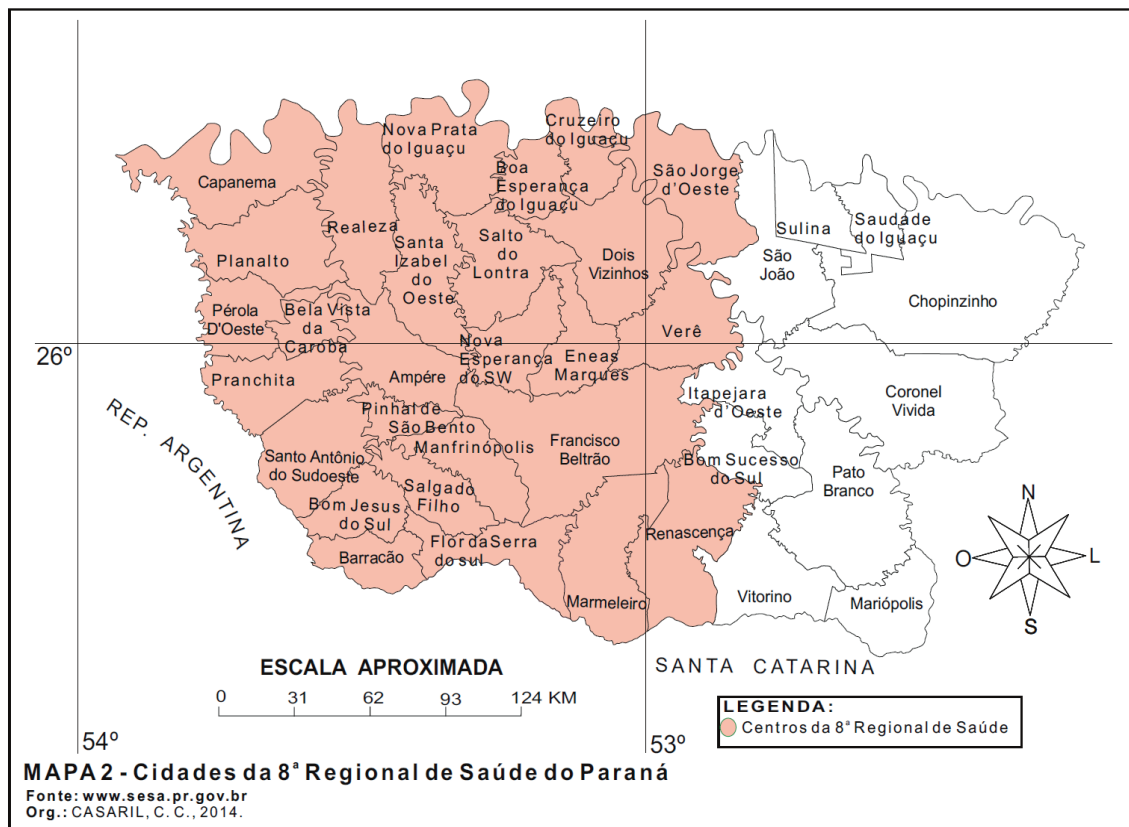 Cruzeiro
do Iguaçu
Nova Prata
do Iguaçu
Boa
Esperança
do Iguaçu
São Jorge
d'Oeste
Capanema
Realeza
Santa
Izabel
do
Oeste
Salto
do
Lontra
Dois
Vizinhos
Sulina
Saudade
do Iguaçu
São
João
Chopinzinho
Planalto
Pérola
D'Oeste
Bela Vista
da
Caroba
Verê
26º
Nova
Esperança
do SW
Eneas
Marques
Pranchita
Ampére
Itapejara
d'Oeste
Coronel
Vivida
REP. ARGENTINA
Pinhal de
São Bento
Manfrinópolis
Francisco
Beltrão
Santo Antônio
do Sudoeste
Bom Sucesso
do Sul
Pato
Branco
Salgado
Filho
Bom Jesus
do Sul
Flor da Serra
do sul
Barracão
Renascença
Marmeleiro
Vitorino
Mariópolis
N
O
L
S
ESCALA APROXIMADA
0 31 62 93 124 KM
SANTA CATARINA
LEGENDA:
Centros da 8ª Regional de Saúde
54º
53º
MAPA 2 - Cidades da 8ª Regional de Saúde do Paraná
Fonte: www.sesa.pr.gov.br
Org.: CASARIL, C. C., 2014.